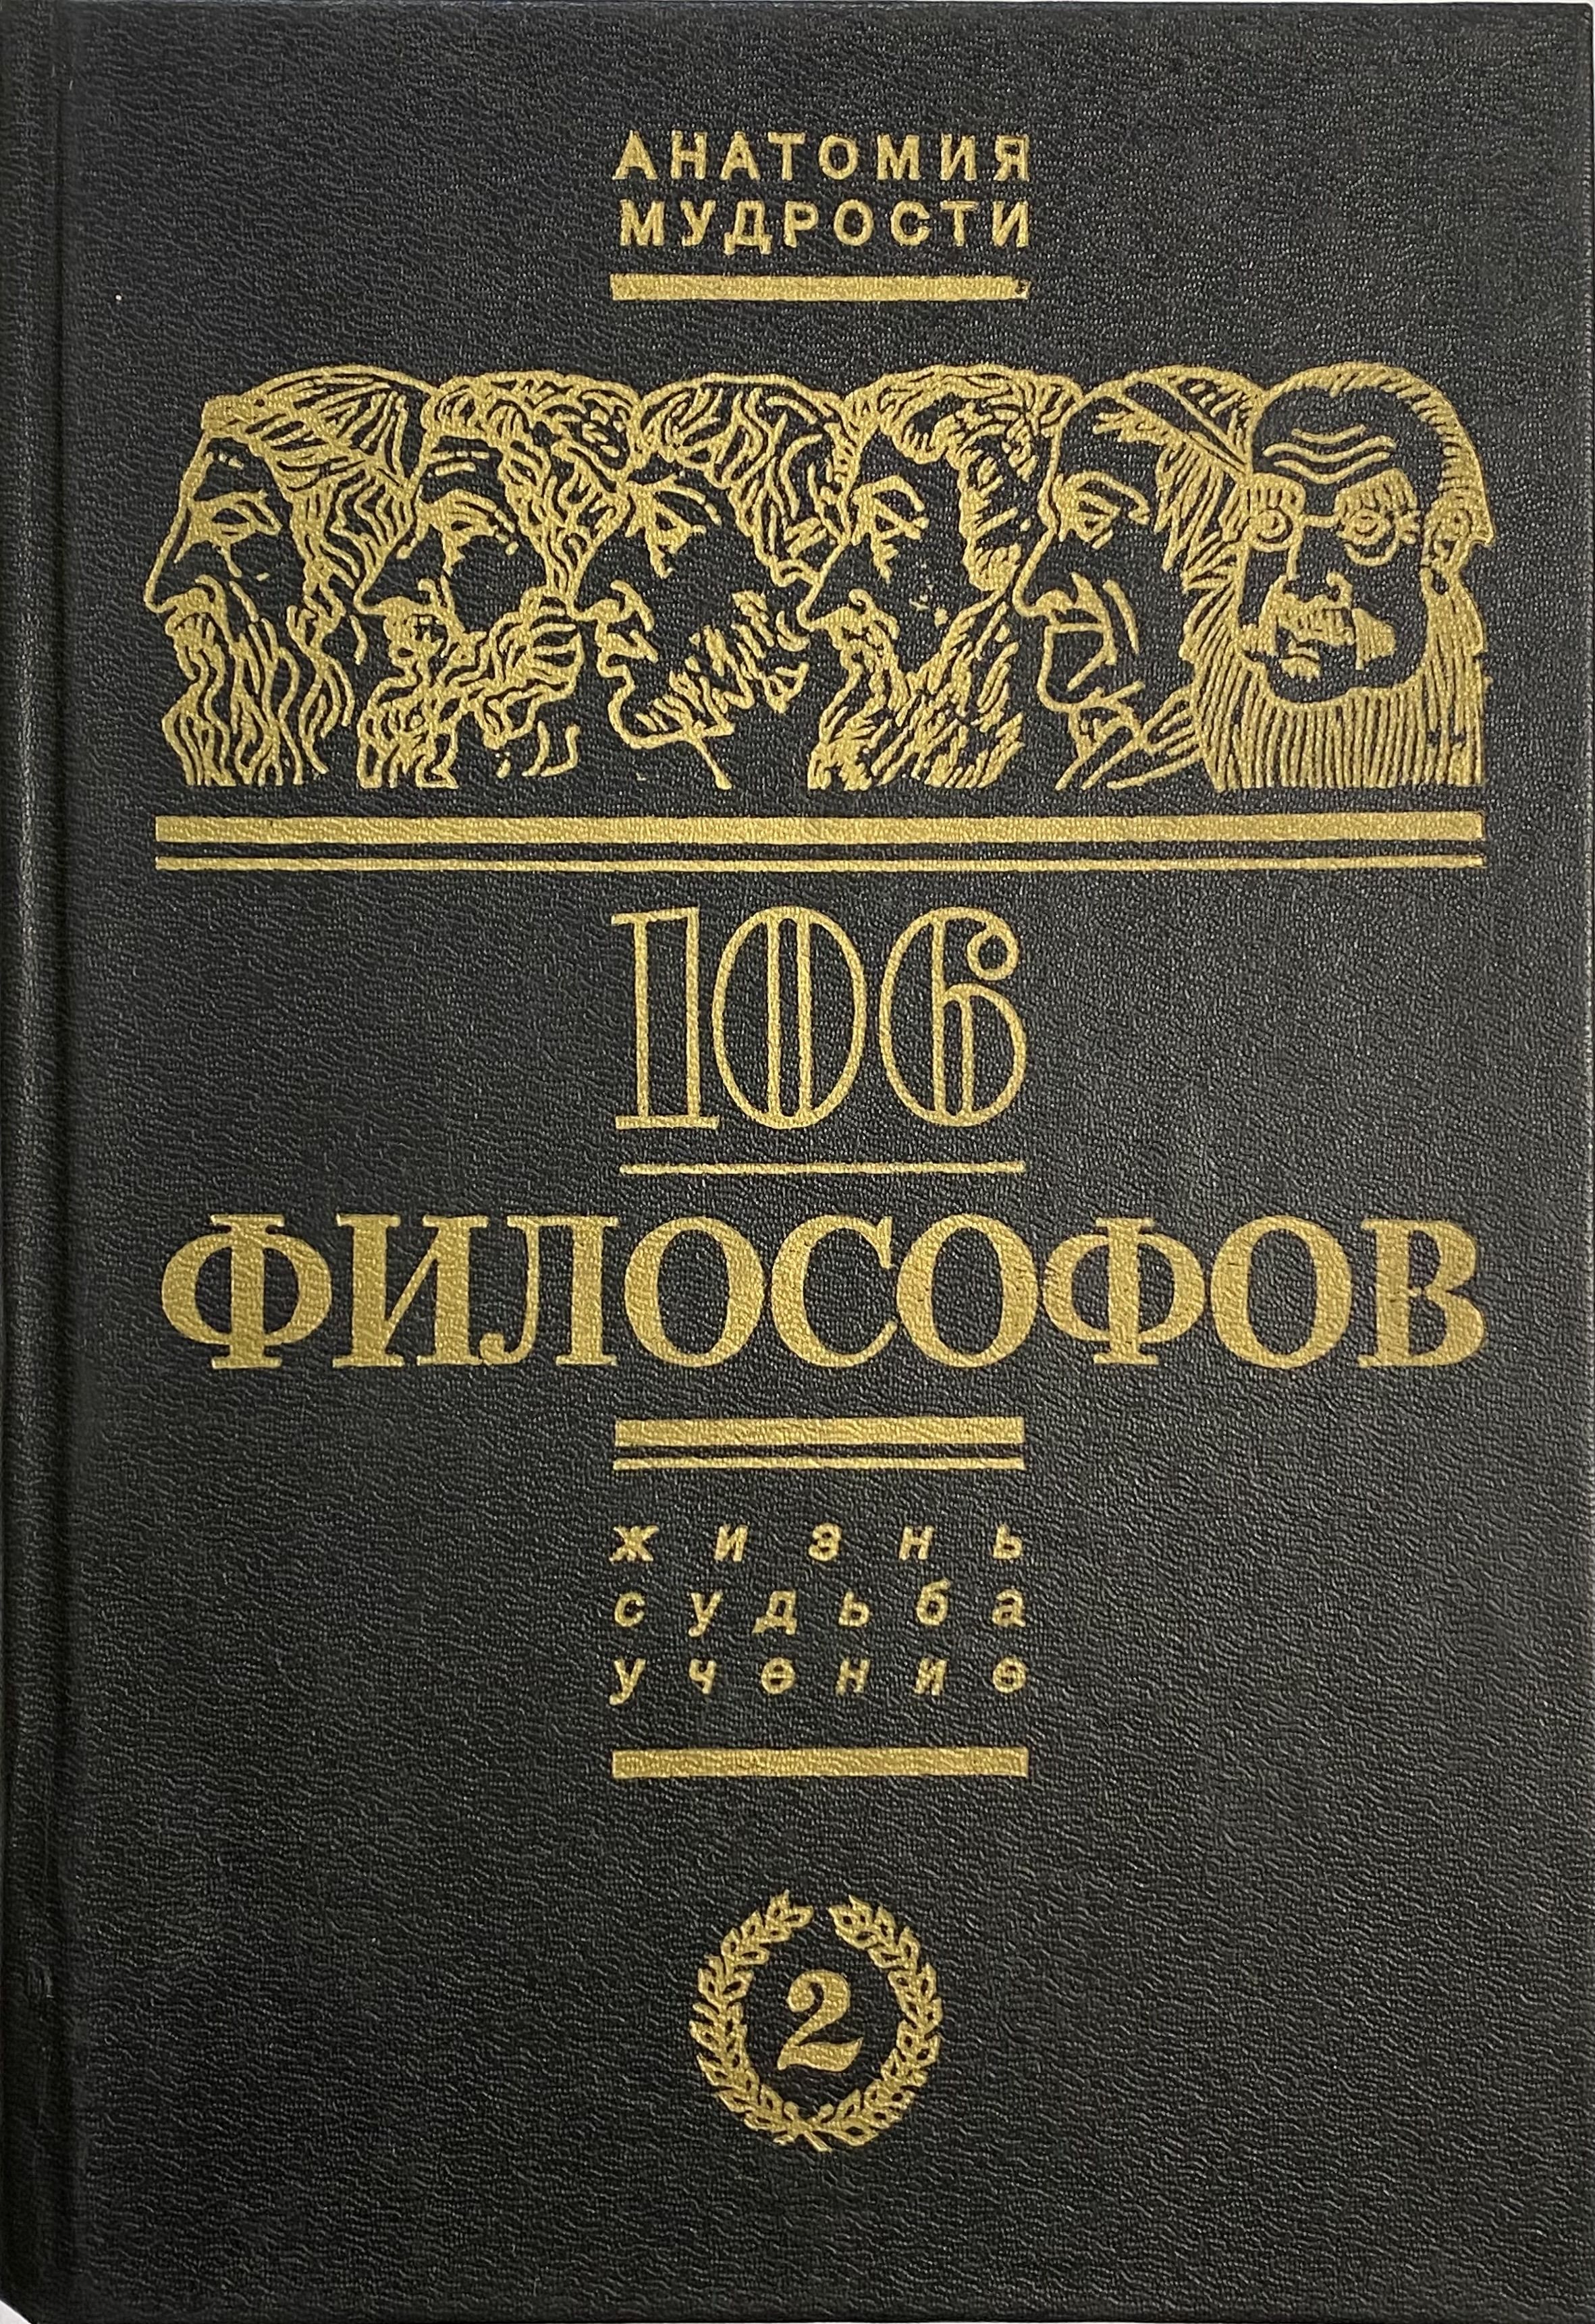 АНАТОМИЯ
МУДРОСТИ
106
ФИЛОСОФОВ
жизнь
судьба
учение
2